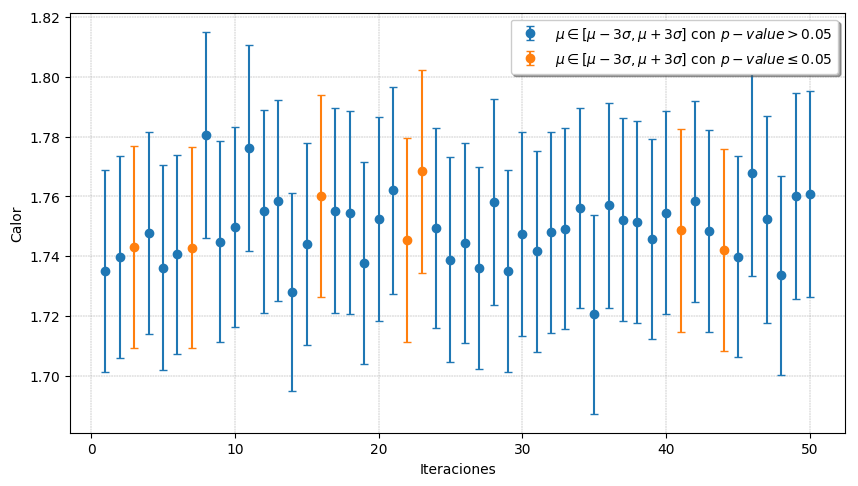 1.82
1.80
1.78
1.76
1.74
1.72
1.70
Calor
μ ∈ [μ − 3σ, μ + 3σ] con p − value > 0.05
μ ∈ [μ − 3σ, μ + 3σ] con p − value ≤ 0.05
0 10 20 30 40 50
Iteraciones